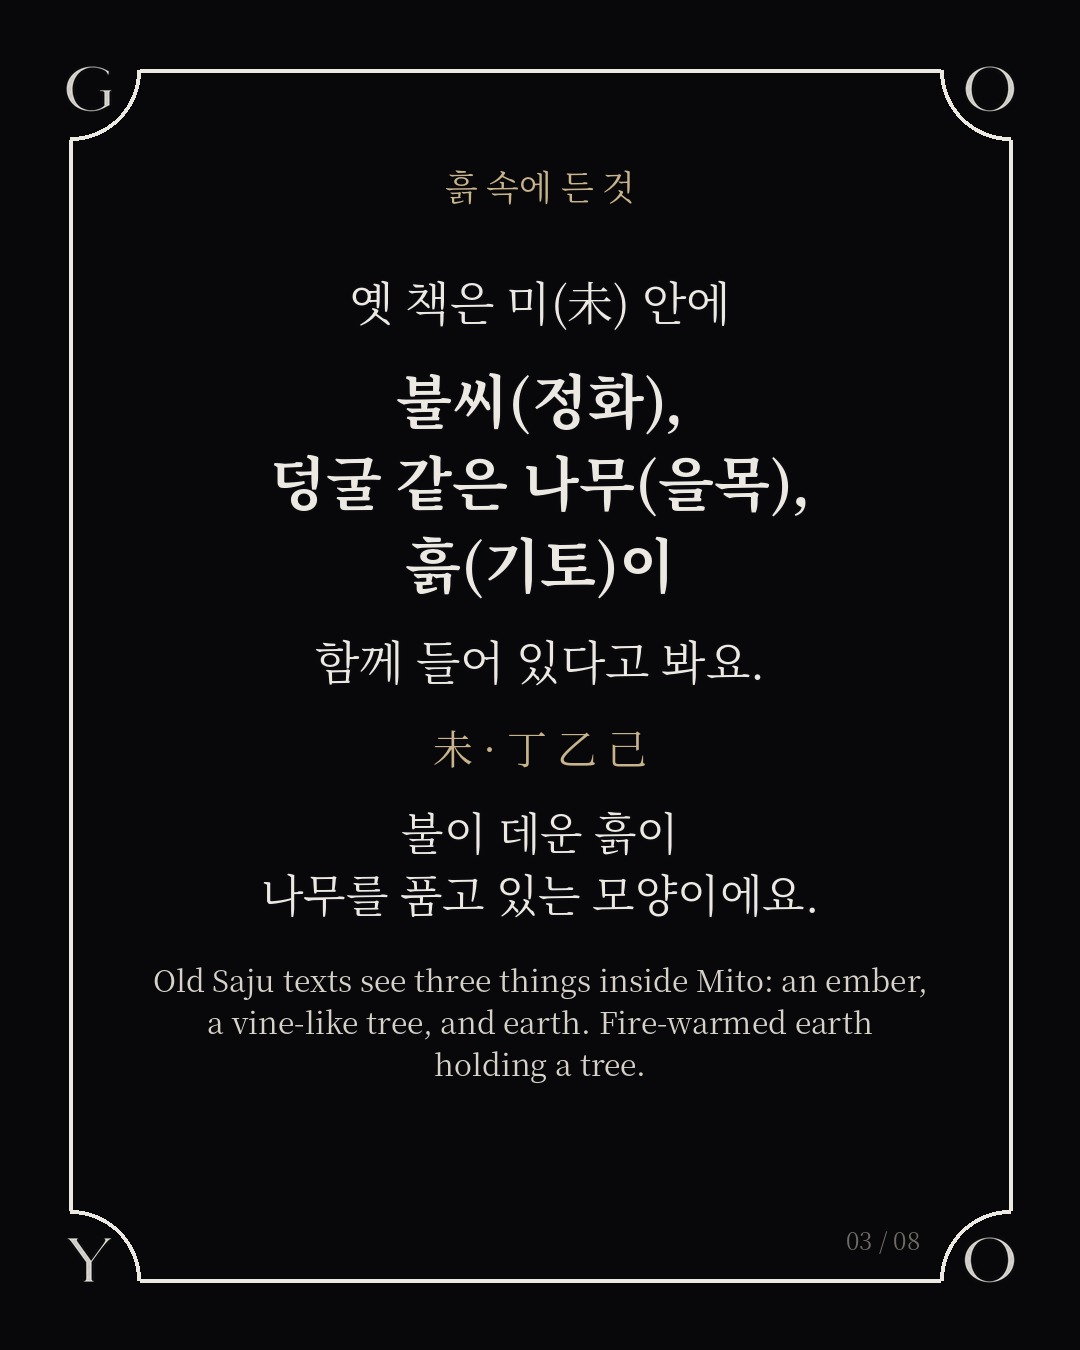 G O
흙 속에 든 것
옛 책은 미(未) 안에
불씨(정화),
덩굴 같은 나무(을목),
흙(기토)이
함께 들어 있다고 봐요.
未 · 丁 乙 己
불이 데운 흙이
나무를 품고 있는 모양이에요.
Old Saju texts see three things inside Mito: an ember,
a vine-like tree, and earth. Fire-warmed earth
holding a tree.
03 / 08
Y O